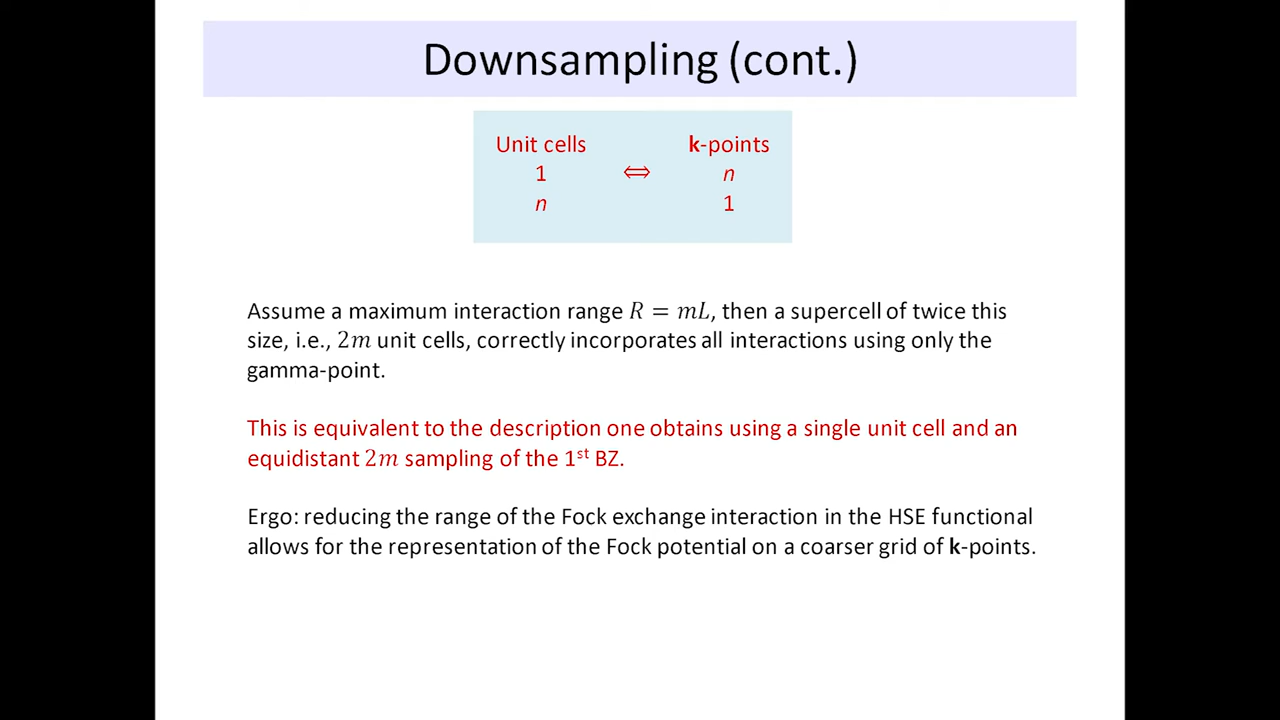 Downsampling (cont.)
Unit cells k-points
1 ⇔ n
n 1
Assume a maximum interaction range R = mL, then a supercell of twice this
size, i.e., 2m unit cells, correctly incorporates all interactions using only the
gamma-point.
This is equivalent to the description one obtains using a single unit cell and an
equidistant 2m sampling of the 1st BZ.
Ergo: reducing the range of the Fock exchange interaction in the HSE functional
allows for the representation of the Fock potential on a coarser grid of k-points.